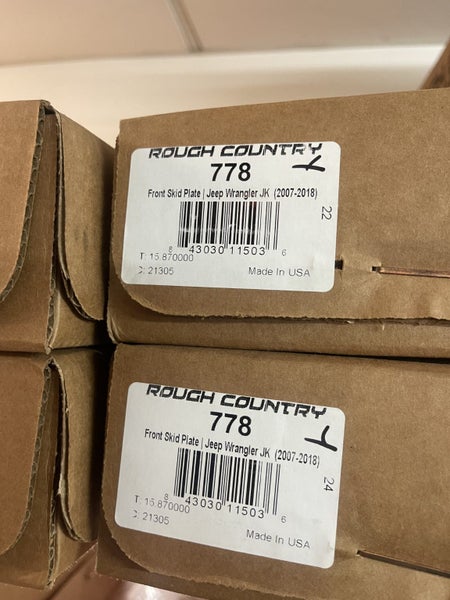 ROUGH COUNTRY
778
Front Skid Plate | Jeep Wrangler JK (2007-2018)
8 43030 11503 6
T: 15.870000
C: 21305 Made In USA
22
ROUGH COUNTRY
778
Front Skid Plate | Jeep Wrangler JK (2007-2018)
8 43030 11503 6
T: 15.870000
C: 21305 Made In USA
24